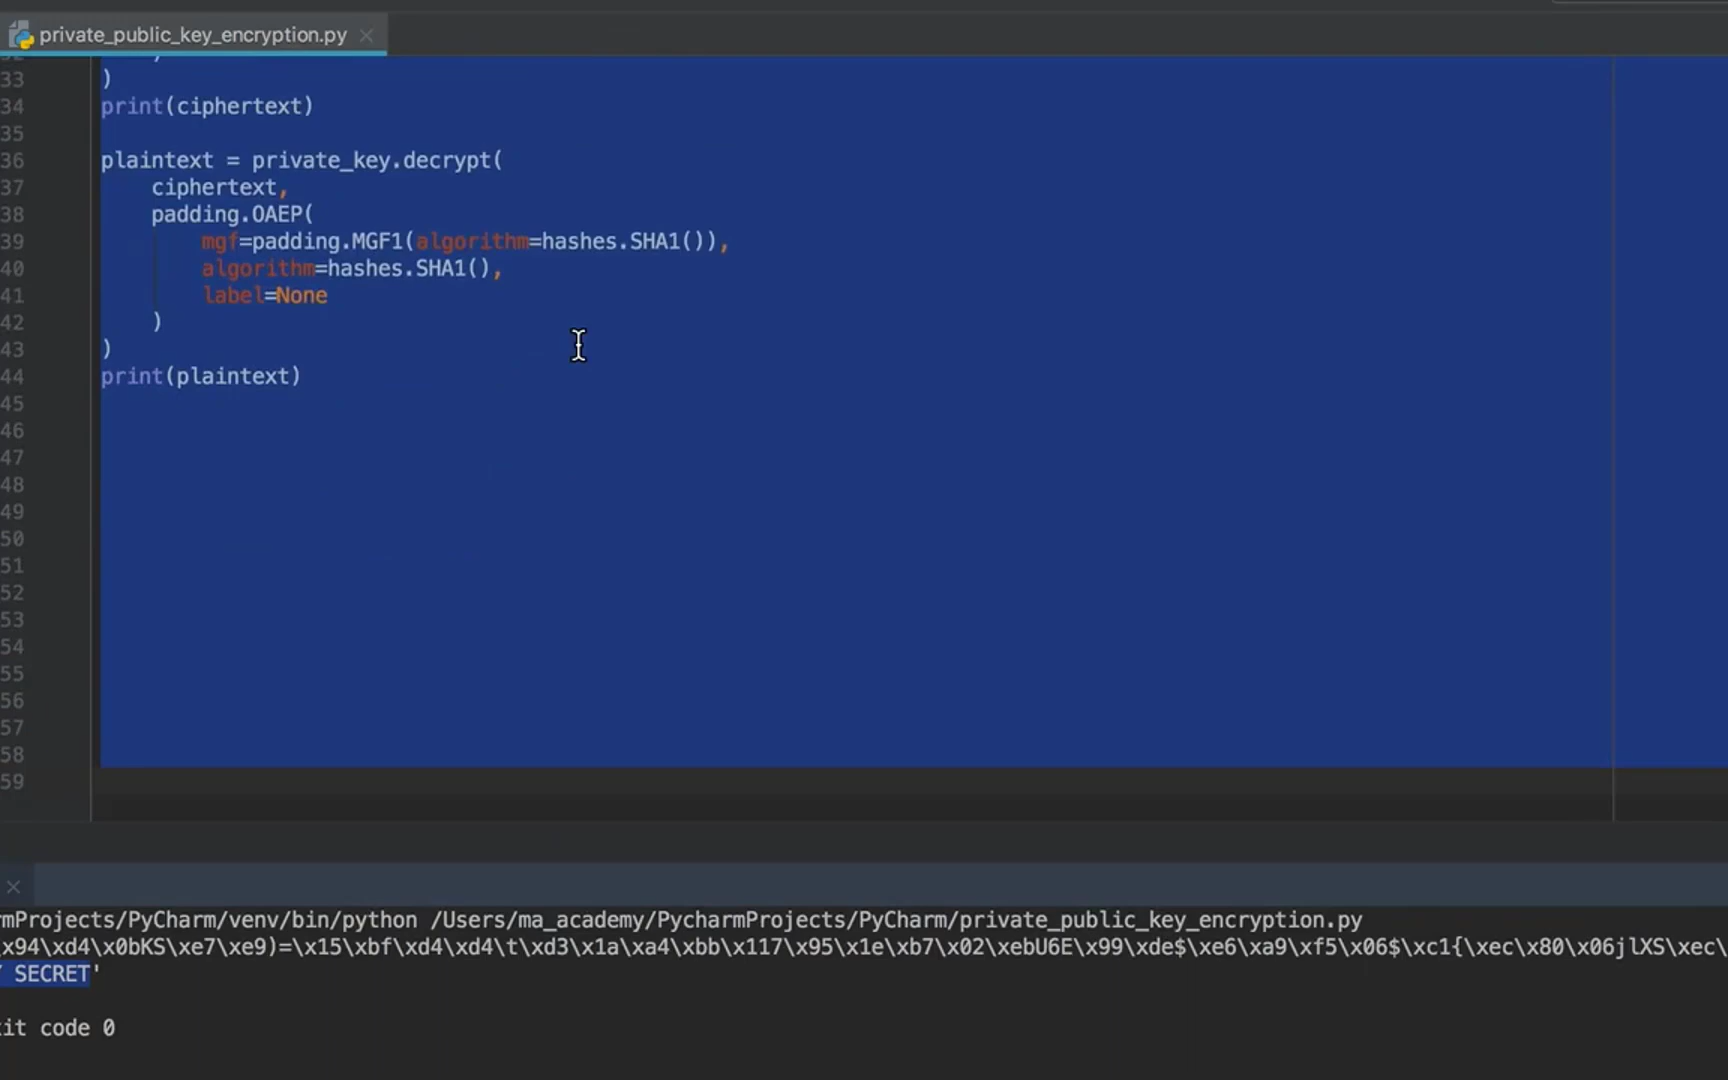 private_public_key_encryption.py
33 )
34 print(ciphertext)
35
36 plaintext = private_key.decrypt(
37 ciphertext,
38 padding.OAEP(
39 mgf=padding.MGF1(algorithm=hashes.SHA1()),
40 algorithm=hashes.SHA1(),
41 label=None
42 )
43 )
44 print(plaintext)
45
46
47
48
49
50
51
52
53
54
55
56
57
58
59
rmProjects/PyCharm/venv/bin/python /Users/ma_academy/PycharmProjects/PyCharm/private_public_key_encryption.py
x94\xd4\x0bKS\xe7\xe9)=\x15\xbf\xd4\xd4\t\xd3\x1a\xa4\xbb\x117\x95\x1e\xb7\x02\xebU6E\x99\xde$\xe6\xa9\xf5\x06$\xc1{\xec\x80\x06jlXS\xec\
SECRET'
it code 0